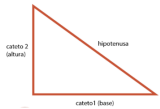 cateto 2
(altura)
hipotenusa
cateto1 (base)